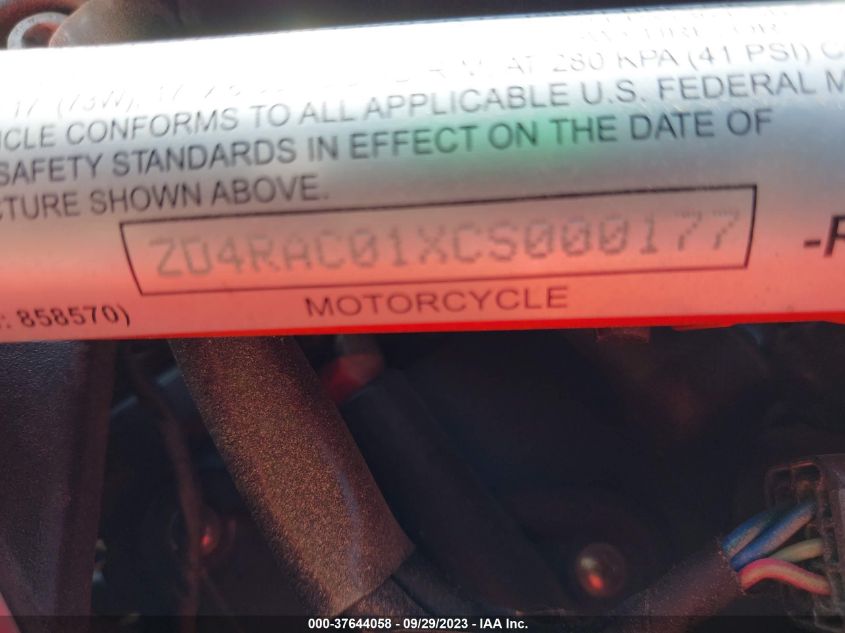 AT 280 KPA (41 PSI) C
ICLE CONFORMS TO ALL APPLICABLE U.S. FEDERAL M
SAFETY STANDARDS IN EFFECT ON THE DATE OF
CTURE SHOWN ABOVE.
ZD4RAC01XCS000177
: 858570)
MOTORCYCLE
000-37644058 - 09/29/2023 - IAA Inc.